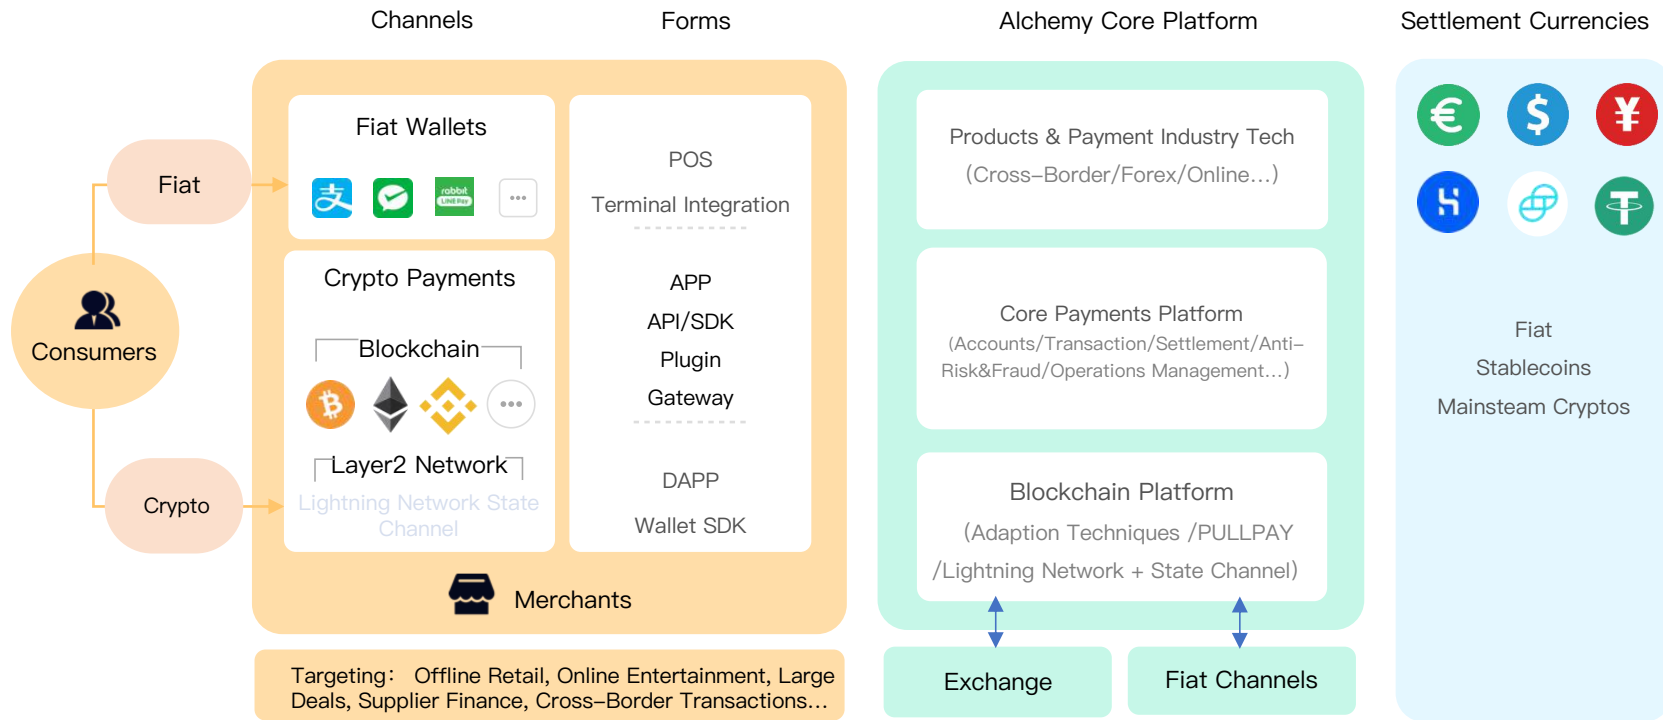 Channels
Forms
Alchemy Core Platform
Settlement Currencies
Consumers
Fiat
Crypto
Fiat Wallets
支
rabbit
LINE Pay
Crypto Payments
Blockchain
Layer2 Network
Lightning Network State
Channel
POS
Terminal Integration
APP
API/SDK
Plugin
Gateway
DAPP
Wallet SDK
Merchants
Targeting: Offline Retail, Online Entertainment, Large
Deals, Supplier Finance, Cross-Border Transactions...
Products & Payment Industry Tech
(Cross-Border/Forex/Online...)
Core Payments Platform
(Accounts/Transaction/Settlement/Anti-
Risk&Fraud/Operations Management...)
Blockchain Platform
(Adaption Techniques /PULLPAY
/Lightning Network + State Channel)
Exchange
Fiat Channels
€ $ ¥
Fiat
Stablecoins
Mainsteam Cryptos